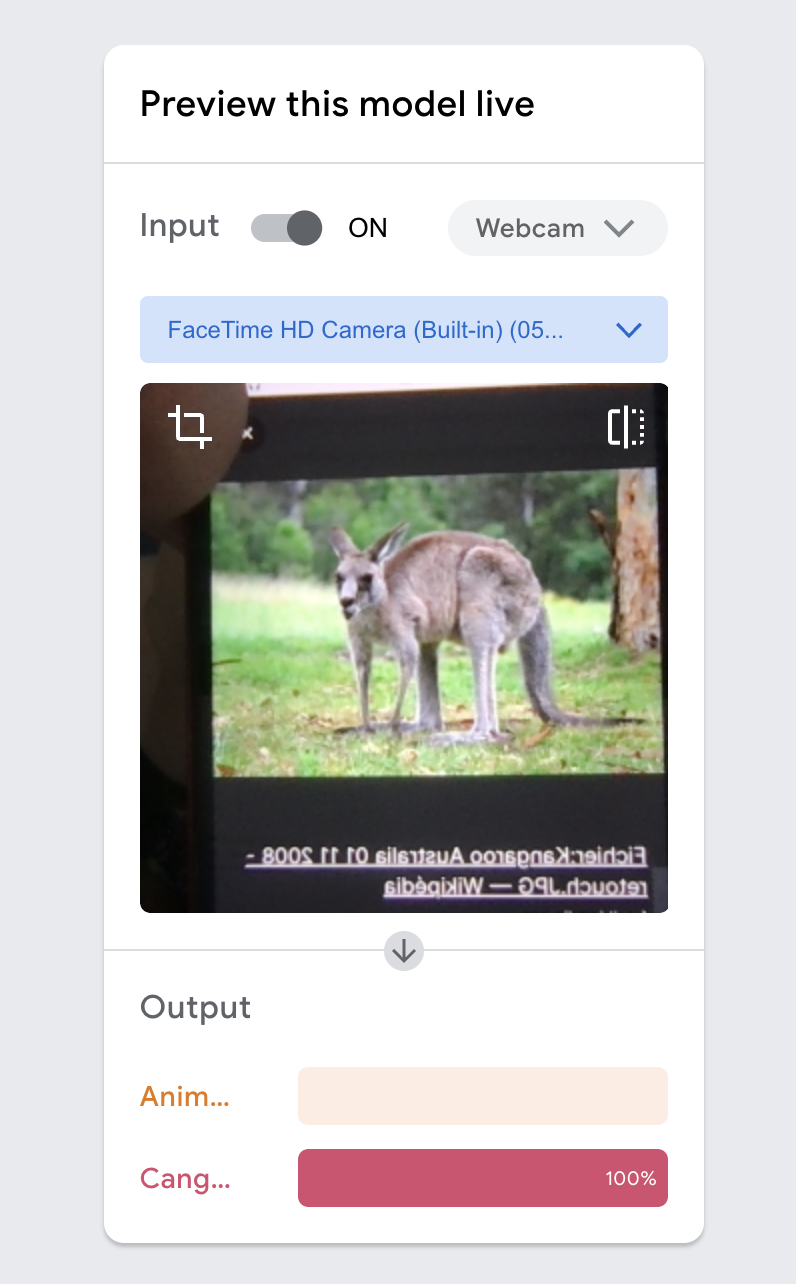 Preview this model live
Input ON Webcam
FaceTime HD Camera (Built-in) (05...
Fichier:Kangaroo Australia 01 11 2008 -
retouch.JPG — Wikipédia
Output
Anim...
Cang... 100%